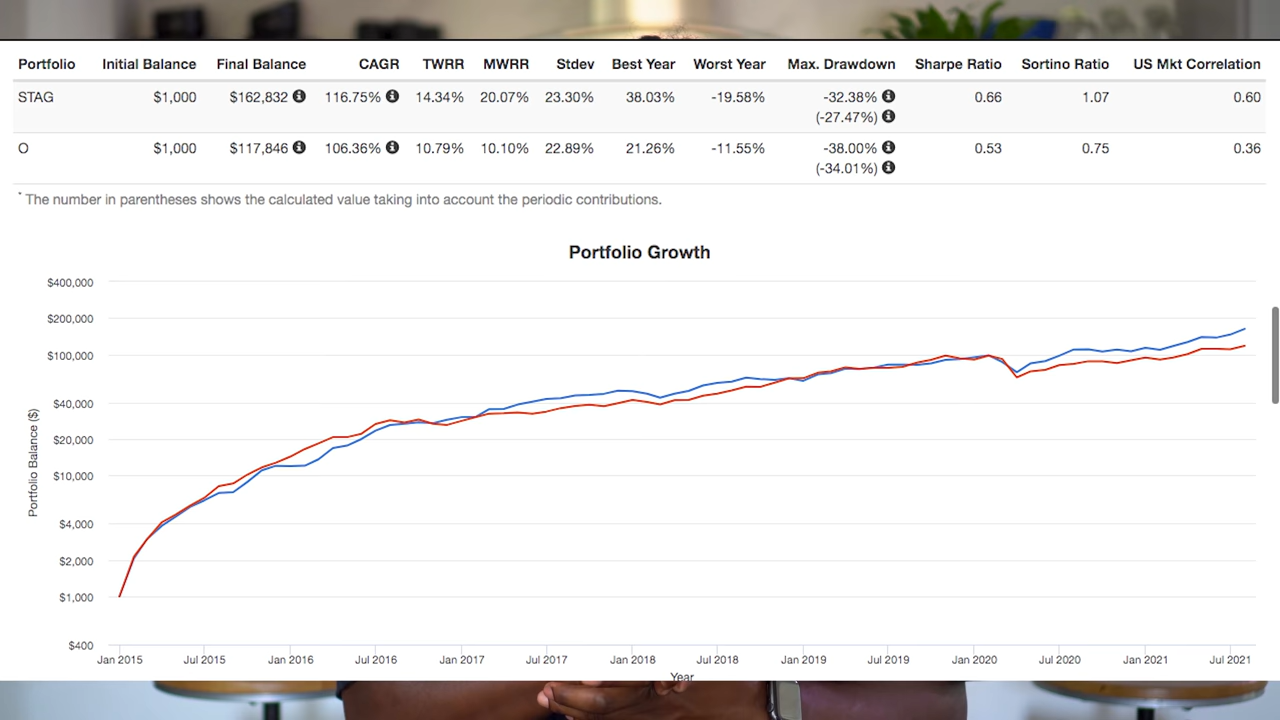 Portfolio Initial Balance Final Balance CAGR TWRR MWRR Stdev Best Year Worst Year Max. Drawdown Sharpe Ratio Sortino Ratio US Mkt Correlation
STAG $1,000 $162,832 116.75% 14.34% 20.07% 23.30% 38.03% -19.58% -32.38% 0.66 1.07 0.60
(-27.47%)
O $1,000 $117,846 106.36% 10.79% 10.10% 22.89% 21.26% -11.55% -38.00% 0.53 0.75 0.36
(-34.01%)
* The number in parentheses shows the calculated value taking into account the periodic contributions.
Portfolio Growth
Portfolio Balance ($)
$400,000
$200,000
$100,000
$40,000
$20,000
$10,000
$4,000
$2,000
$1,000
$400
Jan 2015 Jul 2015 Jan 2016 Jul 2016 Jan 2017 Jul 2017 Jan 2018 Jul 2018 Jan 2019 Jul 2019 Jan 2020 Jul 2020 Jan 2021 Jul 2021
Year